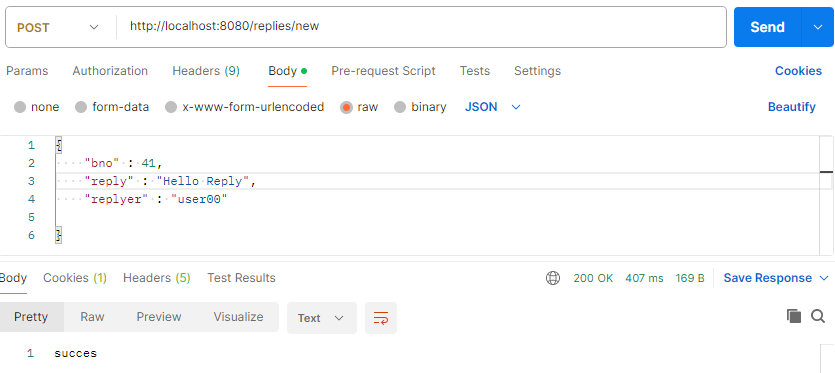 POST http://localhost:8080/replies/new Send
Params Authorization Headers (9) Body Pre-request Script Tests Settings Cookies
none form-data x-www-form-urlencoded raw binary JSON Beautify
1 {
2 "bno" : 41,
3 "reply" : "Hello Reply",
4 "replyer" : "user00"
5
6 }
Body Cookies (1) Headers (5) Test Results 200 OK 407 ms 169 B Save Response
Pretty Raw Preview Visualize Text
1 succes